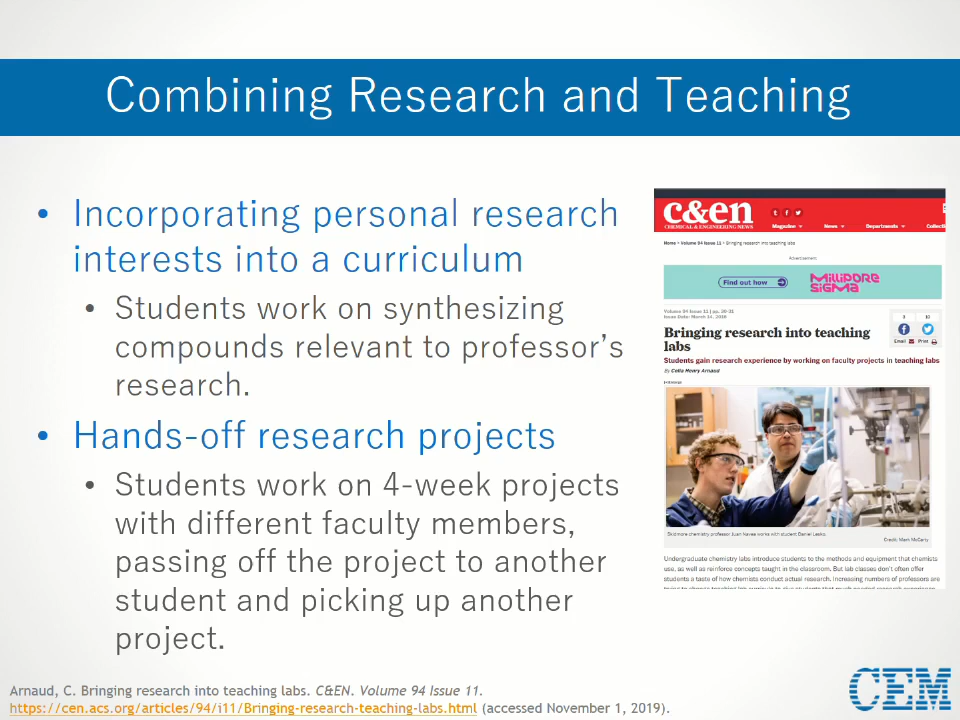 Combining Research and Teaching
• Incorporating personal research
interests into a curriculum
• Students work on synthesizing
compounds relevant to professor's
research.
• Hands-off research projects
• Students work on 4-week projects
with different faculty members,
passing off the project to another
student and picking up another
project.
c&en
CHEMICAL & ENGINEERING NEWS
Magazine News Departments Collecti
Home > Volume 94 Issue 11 > Bringing research into teaching labs
Advertisement
Find out how
MILLIPORE
SIGMA
Volume 94 Issue 11 | pp. 30-31
Issue Date: March 14, 2016
Bringing research into teaching
labs
Students gain research experience by working on faculty projects in teaching labs
By Celia Henry Arnaud
3 10
Email Print
Skidmore chemistry professor Juan Navea works with student Daniel Lesko.
Credit: Mark McCarty
Undergraduate chemistry labs introduce students to the methods and equipment that chemists
use, as well as reinforce concepts taught in the classroom. But lab classes don't often offer
students a taste of how chemists conduct actual research. Increasing numbers of professors are
Arnaud, C. Bringing research into teaching labs. C&EN. Volume 94 Issue 11.
https://cen.acs.org/articles/94/i11/Bringing-research-teaching-labs.html (accessed November 1, 2019).
CEM